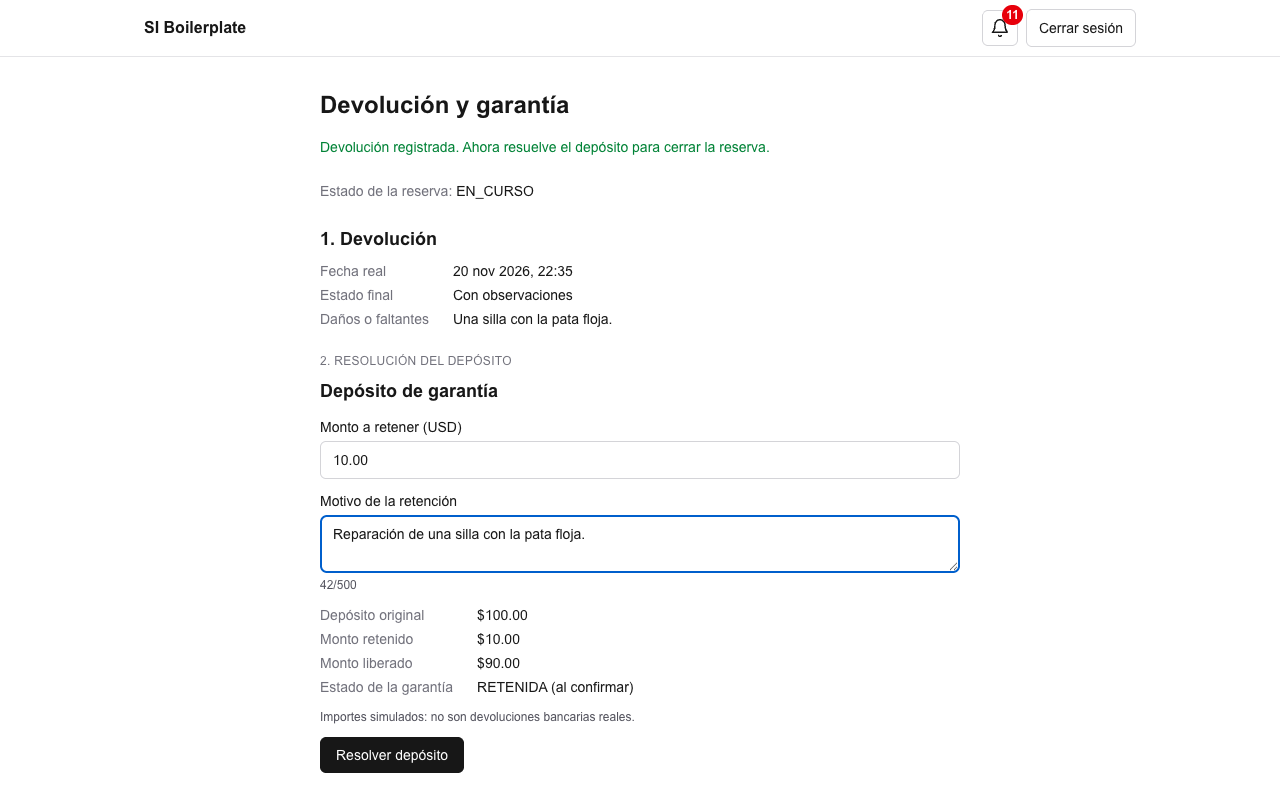 SI Boilerplate
11
Cerrar sesión
Devolución y garantía
Devolución registrada. Ahora resuelve el depósito para cerrar la reserva.
Estado de la reserva: EN_CURSO
1. Devolución
Fecha real 20 nov 2026, 22:35
Estado final Con observaciones
Daños o faltantes Una silla con la pata floja.
2. RESOLUCIÓN DEL DEPÓSITO
Depósito de garantía
Monto a retener (USD)
10.00
Motivo de la retención
Reparación de una silla con la pata floja.
42/500
Depósito original $100.00
Monto retenido $10.00
Monto liberado $90.00
Estado de la garantía RETENIDA (al confirmar)
Importes simulados: no son devoluciones bancarias reales.
Resolver depósito